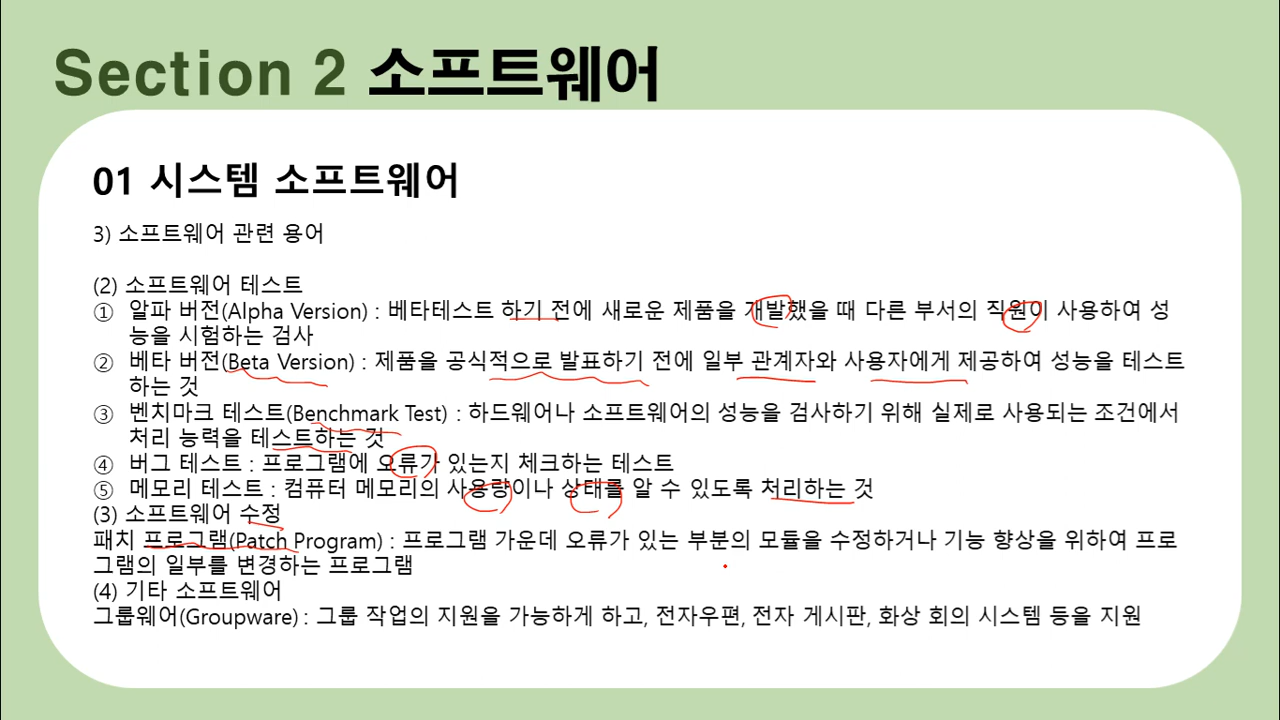 Section 2 소프트웨어
01 시스템 소프트웨어
3) 소프트웨어 관련 용어
(2) 소프트웨어 테스트
① 알파 버전(Alpha Version) : 베타테스트 하기 전에 새로운 제품을 개발했을 때 다른 부서의 직원이 사용하여 성
능을 시험하는 검사
② 베타 버전(Beta Version) : 제품을 공식적으로 발표하기 전에 일부 관계자와 사용자에게 제공하여 성능을 테스트
하는 것
③ 벤치마크 테스트(Benchmark Test) : 하드웨어나 소프트웨어의 성능을 검사하기 위해 실제로 사용되는 조건에서
처리 능력을 테스트하는 것
④ 버그 테스트 : 프로그램에 오류가 있는지 체크하는 테스트
⑤ 메모리 테스트 : 컴퓨터 메모리의 사용량이나 상태를 알 수 있도록 처리하는 것
(3) 소프트웨어 수정
패치 프로그램(Patch Program) : 프로그램 가운데 오류가 있는 부분의 모듈을 수정하거나 기능 향상을 위하여 프로
그램의 일부를 변경하는 프로그램
(4) 기타 소프트웨어
그룹웨어(Groupware) : 그룹 작업의 지원을 가능하게 하고, 전자우편, 전자 게시판, 화상 회의 시스템 등을 지원